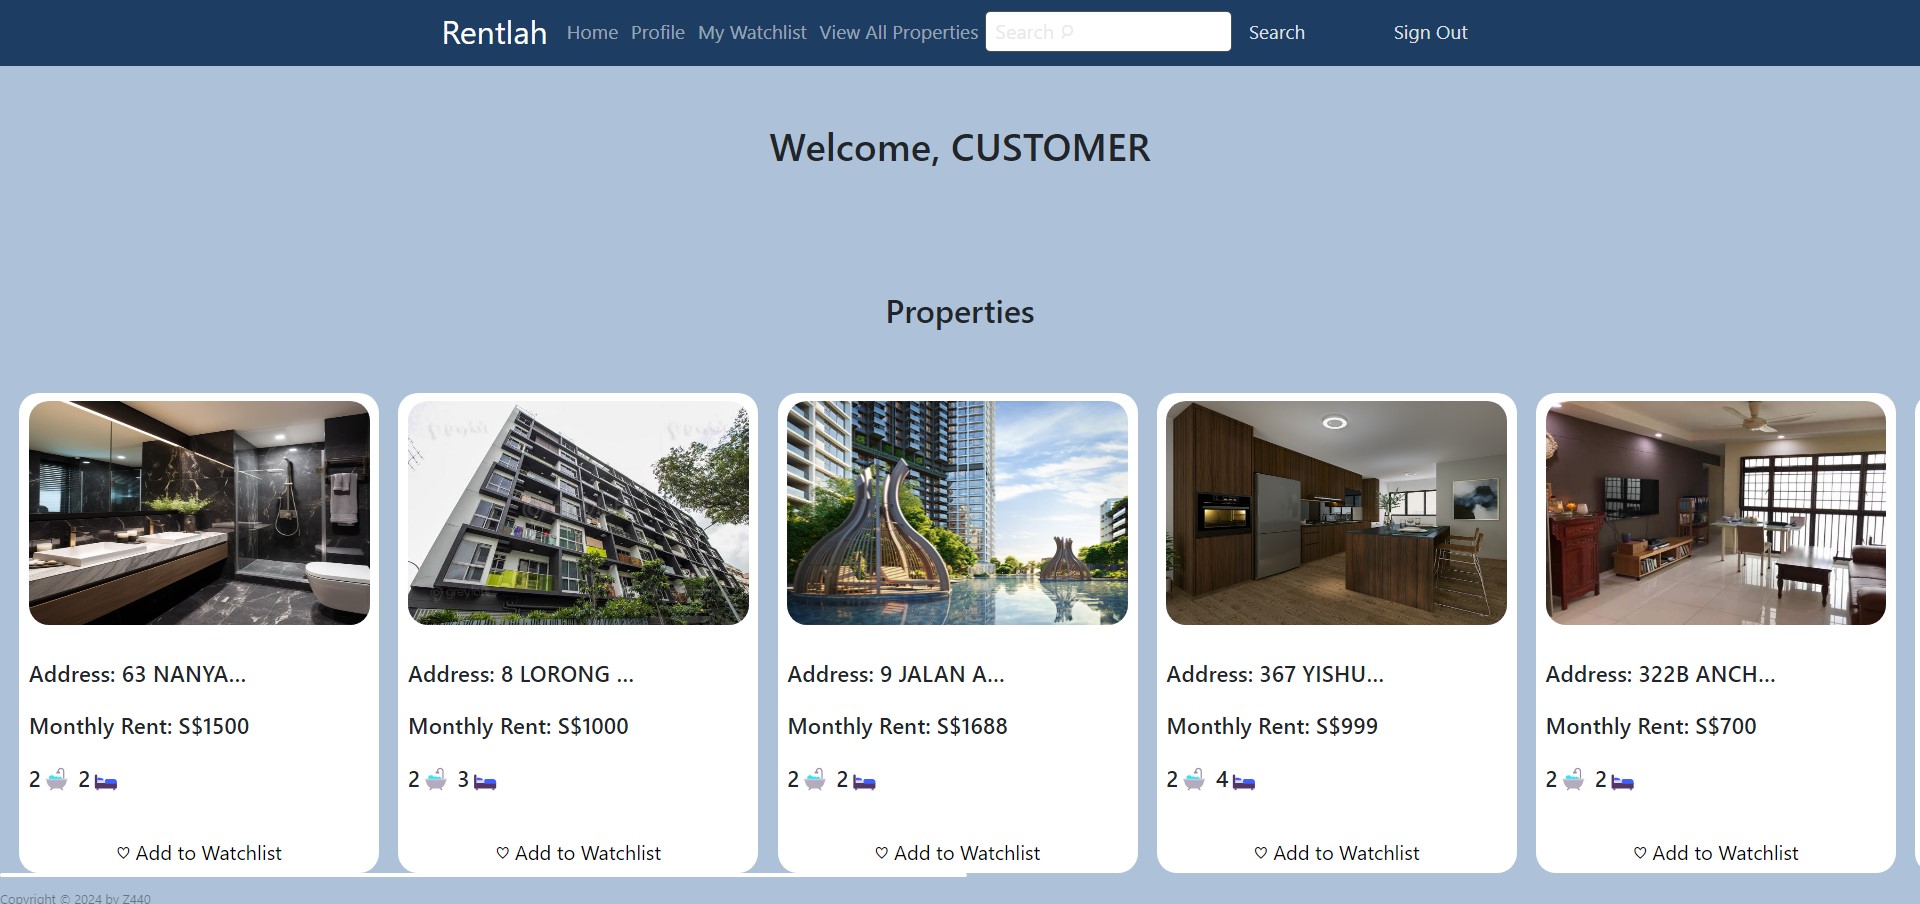 Rentlah Home Profile My Watchlist View All Properties Search Search Sign Out
Welcome, CUSTOMER
Properties
Address: 63 NANYA...
Monthly Rent: S$1500
2 2
♡ Add to Watchlist
Address: 8 LORONG ...
Monthly Rent: S$1000
2 3
♡ Add to Watchlist
Address: 9 JALAN A...
Monthly Rent: S$1688
2 2
♡ Add to Watchlist
Address: 367 YISHU...
Monthly Rent: S$999
2 4
♡ Add to Watchlist
Address: 322B ANCH...
Monthly Rent: S$700
2 2
♡ Add to Watchlist
Copyright © 2024 by Z440